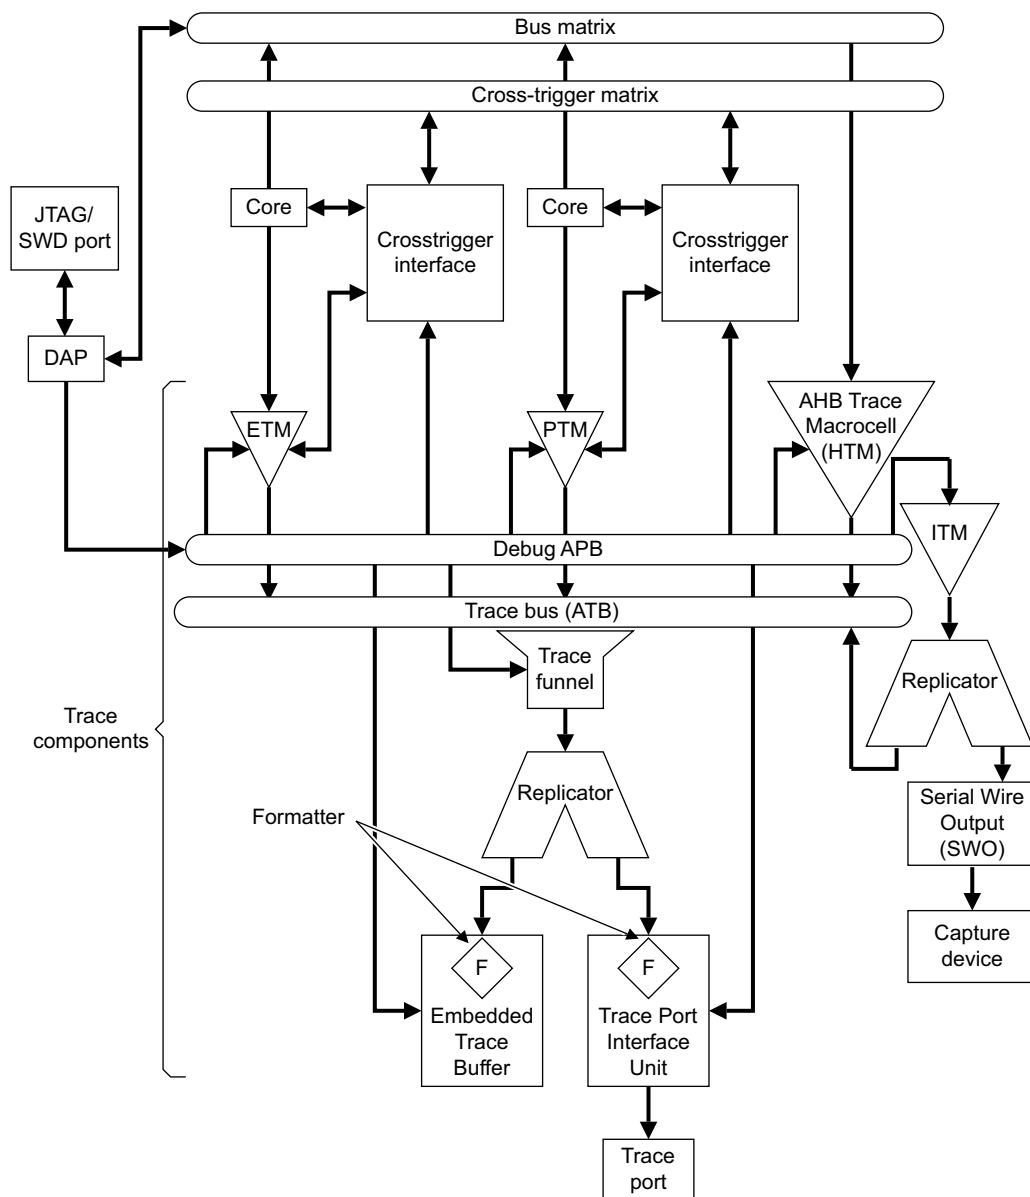 Bus matrix
Cross-trigger matrix
JTAG/
SWD port
Core
Crosstrigger
interface
Core
Crosstrigger
interface
DAP
ETM
PTM
AHB Trace
Macrocell
(HTM)
ITM
Debug APB
Trace bus (ATB)
Trace
funnel
Replicator
Trace
components
Replicator
Formatter
Serial Wire
Output
(SWO)
Capture
device
F
Embedded
Trace
Buffer
F
Trace Port
Interface
Unit
Trace
port